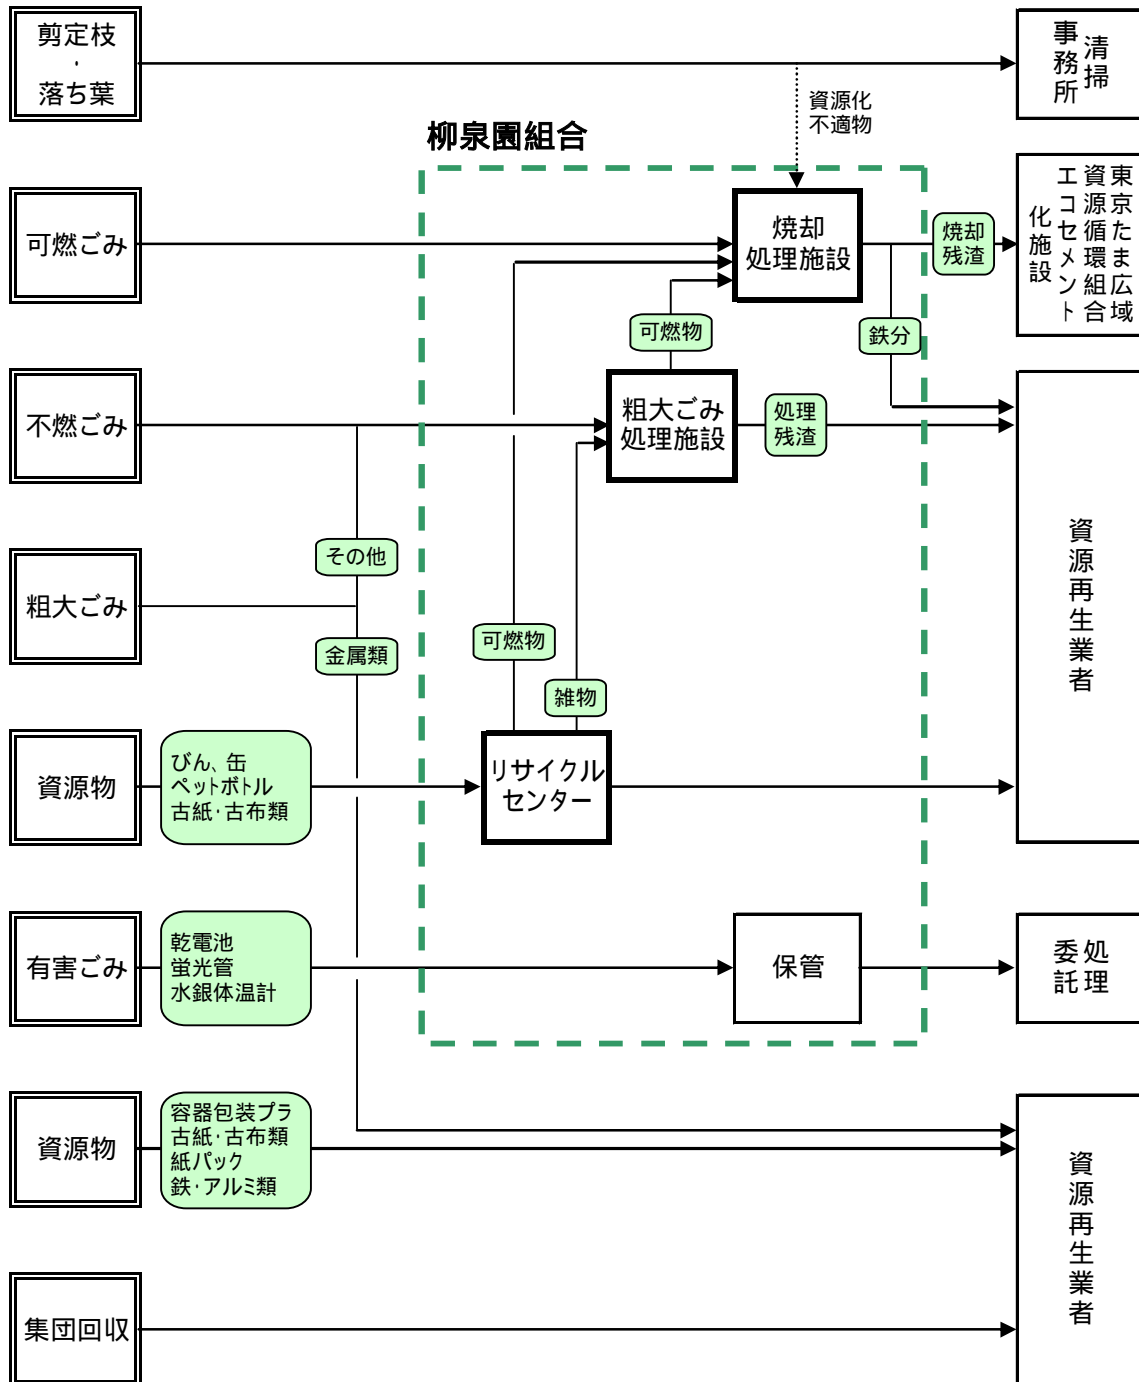 剪定枝
・
落ち葉
清掃
事務所
資源化
不適物
柳泉園組合
可燃ごみ
焼却
処理施設
焼却
残渣
東京たま広域
資源循環組合
エコセメント
化施設
可燃物
鉄分
不燃ごみ
粗大ごみ
処理施設
処理
残渣
資源再生業者
その他
粗大ごみ
金属類
可燃物
雑物
資源物
びん、缶
ペットボトル
古紙・古布類
リサイクル
センター
有害ごみ
乾電池
蛍光管
水銀体温計
保管
処理
委託
資源物
容器包装プラ
古紙・古布類
紙パック
鉄・アルミ類
資源再生業者
集団回収